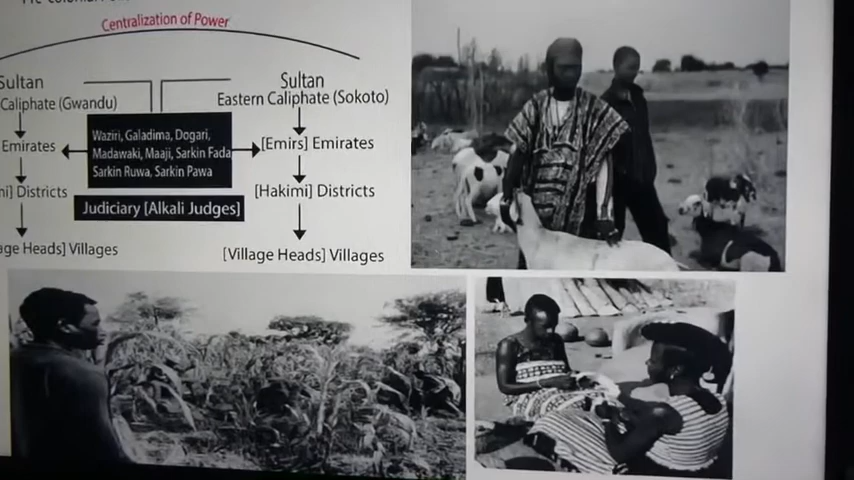 Centralization of Power
Sultan
Caliphate (Gwandu)
Emirates
Districts
Heads] Villages
Waziri, Galadima, Dogari,
Madawaki, Maaji, Sarkin Fada
Sarkin Ruwa, Sarkin Pawa
Judiciary [Alkali Judges]
Sultan
Eastern Caliphate (Sokoto)
[Emirs] Emirates
[Hakimi] Districts
[Village Heads] Villages